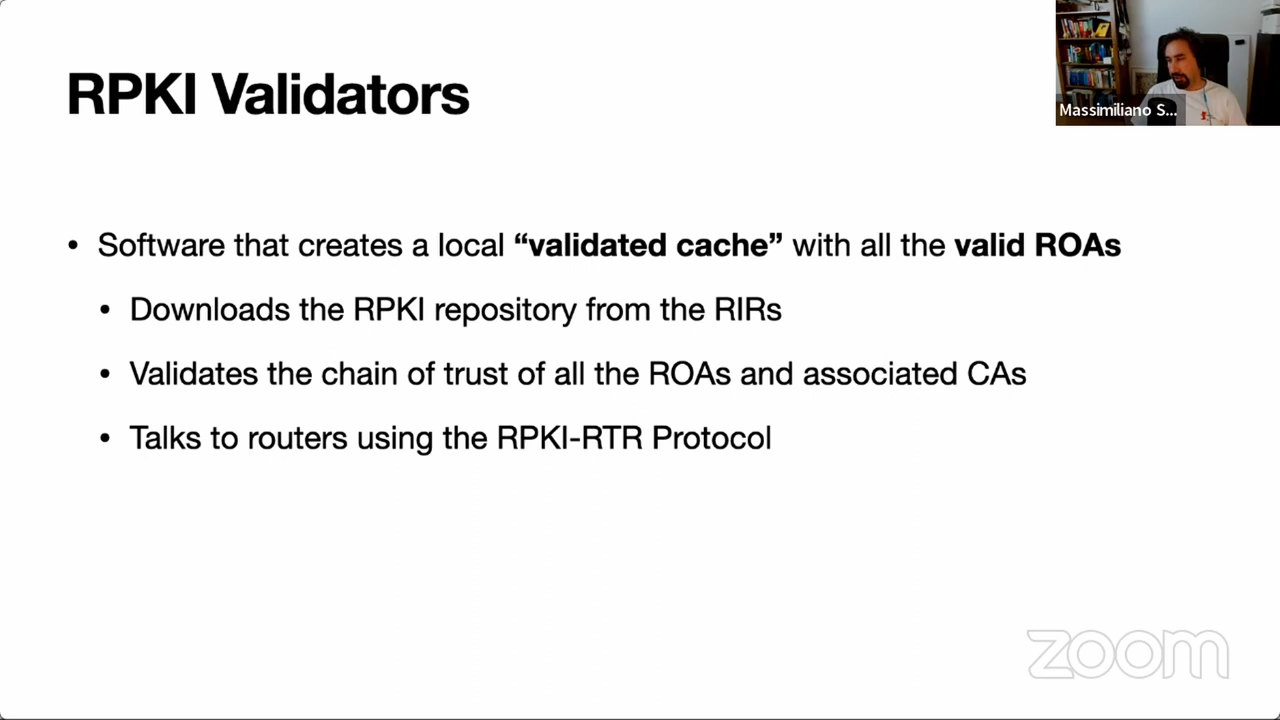 RPKI Validators
Massimiliano S...
• Software that creates a local “validated cache” with all the valid ROAs
• Downloads the RPKI repository from the RIRs
• Validates the chain of trust of all the ROAs and associated CAs
• Talks to routers using the RPKI-RTR Protocol
zoom